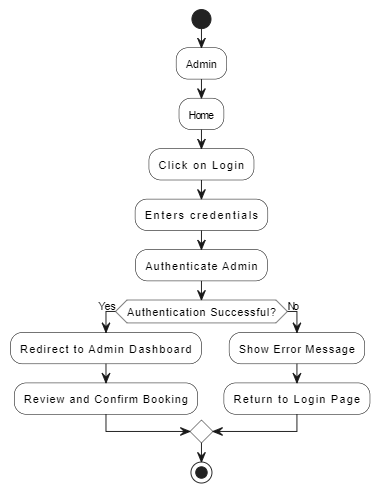 Admin
Home
Click on Login
Enters credentials
Authenticate Admin
Authentication Successful?
Yes
No
Redirect to Admin Dashboard
Show Error Message
Review and Confirm Booking
Return to Login Page